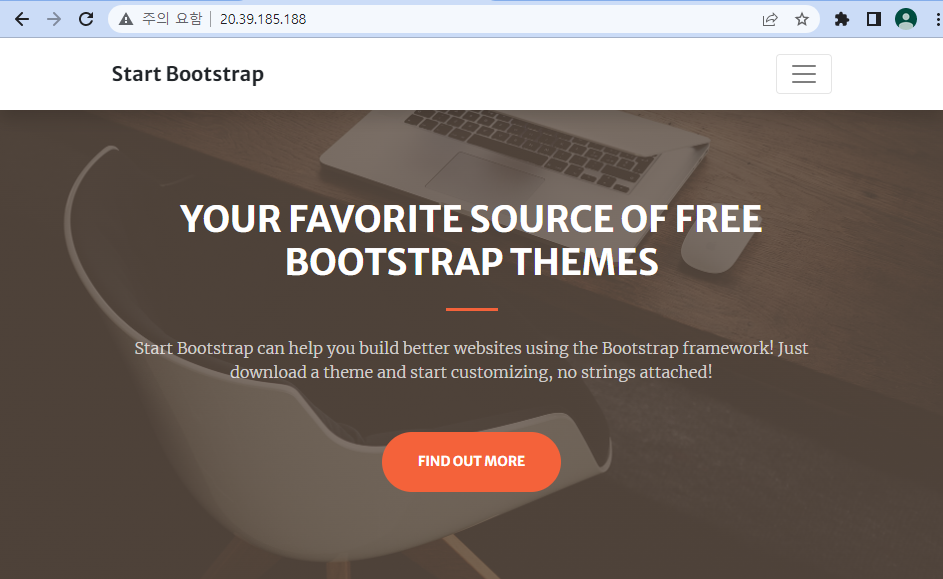 주의 요함 20.39.185.188
Start Bootstrap
YOUR FAVORITE SOURCE OF FREE
BOOTSTRAP THEMES
Start Bootstrap can help you build better websites using the Bootstrap framework! Just
download a theme and start customizing, no strings attached!
FIND OUT MORE